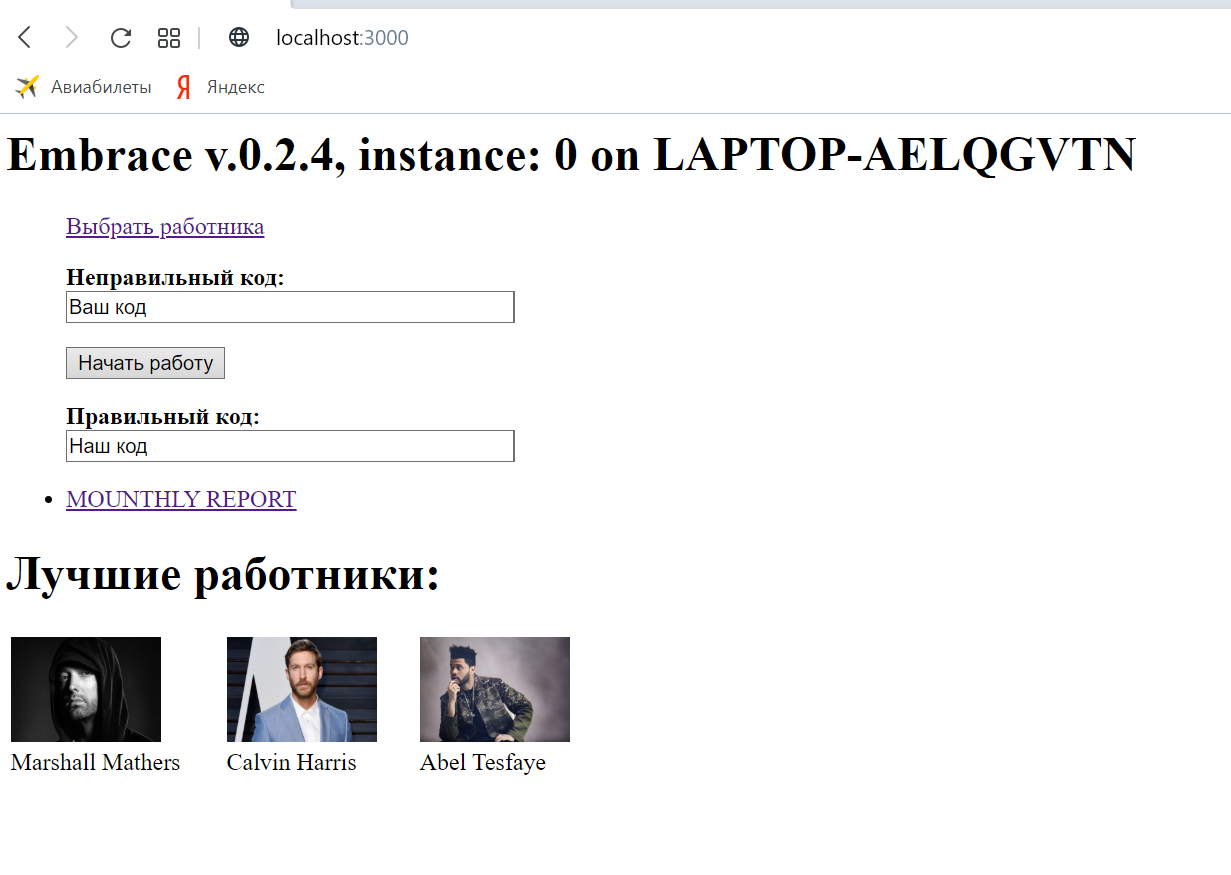 localhost:3000
Авиабилеты Я Яндекс
Embrace v.0.2.4, instance: 0 on LAPTOP-AELQGVTN
Выбрать работника
Неправильный код:
Ваш код
Начать работу
Правильный код:
Наш код
MOUNTHLY REPORT
Лучшие работники:
Marshall Mathers Calvin Harris Abel Tesfaye